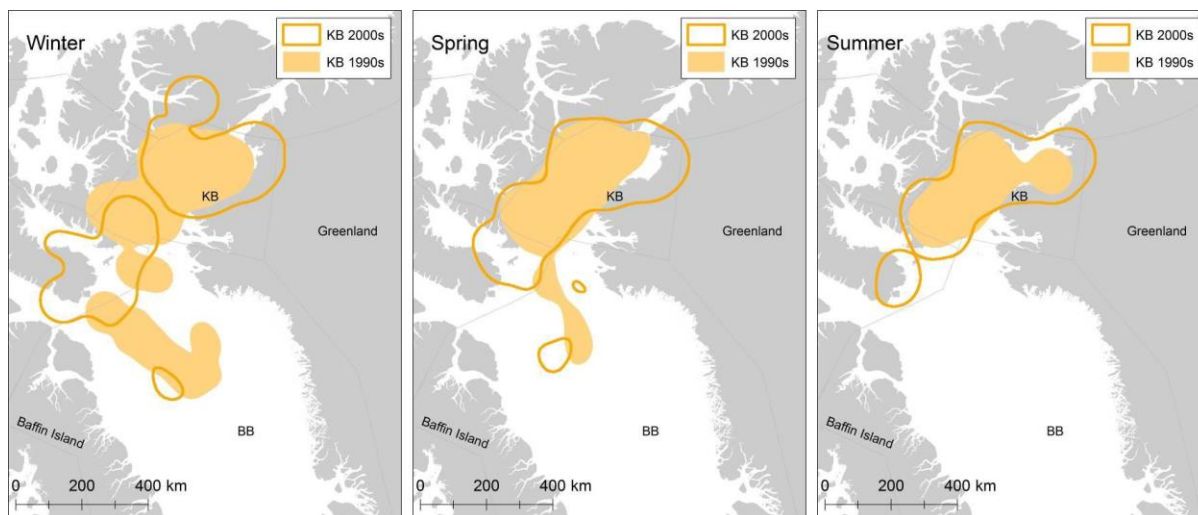 Winter
KB 2000s
KB 1990s
KB
Greenland
Baffin Island
BB
0 200 400 km
Spring
KB 2000s
KB 1990s
KB
Greenland
Baffin Island
BB
0 200 400 km
Summer
KB 2000s
KB 1990s
KB
Greenland
Baffin Island
BB
0 200 400 km